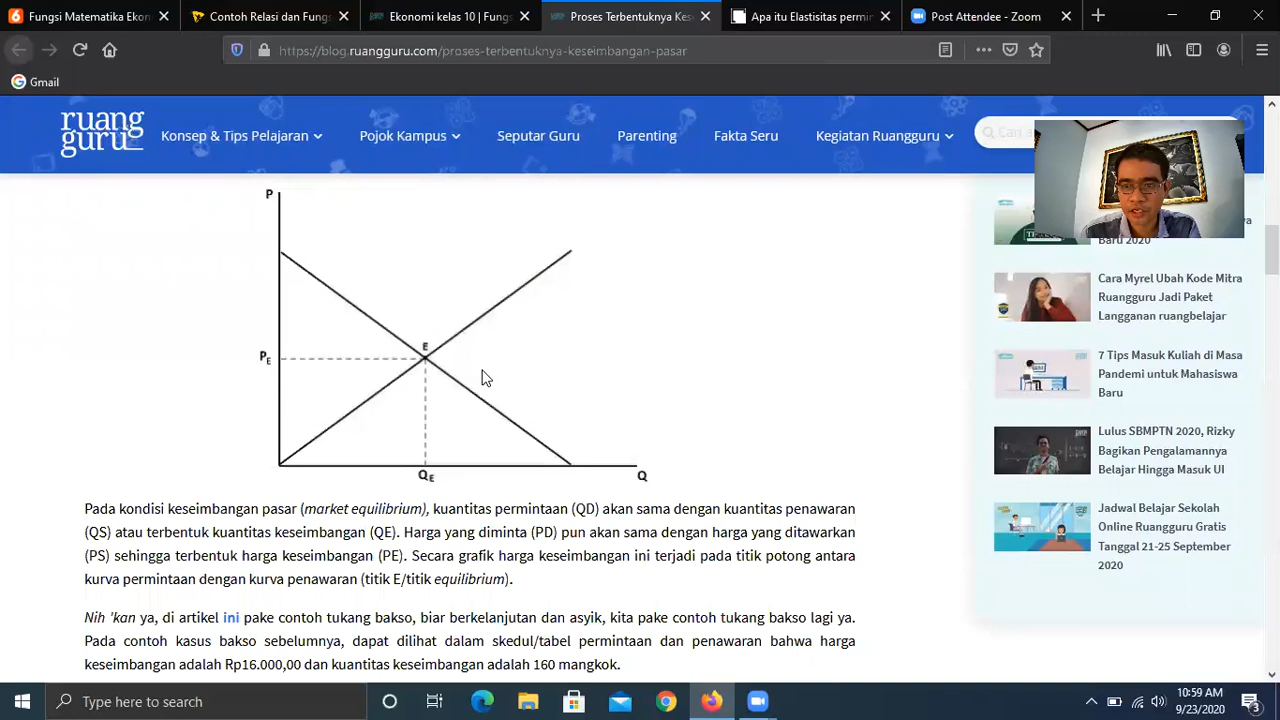 Fungsi Matematika Ekon
Contoh Relasi dan Fungs
Ekonomi kelas 10 | Fungs
Proses Terbentuknya Kes
Apa itu Elastisitas permin
Post Attendee - Zoom
https://blog.ruangguru.com/proses-terbentuknya-keseimbangan-pasar
Gmail
ruang
guru
Konsep & Tips Pelajaran
Pojok Kampus
Seputar Guru
Parenting
Fakta Seru
Kegiatan Ruangguru
Cari
P
E
PE
QE
Q
Pada kondisi keseimbangan pasar (market equilibrium), kuantitas permintaan (QD) akan sama dengan kuantitas penawaran
(QS) atau terbentuk kuantitas keseimbangan (QE). Harga yang diminta (PD) pun akan sama dengan harga yang ditawarkan
(PS) sehingga terbentuk harga keseimbangan (PE). Secara grafik harga keseimbangan ini terjadi pada titik potong antara
kurva permintaan dengan kurva penawaran (titik E/titik equilibrium).
Nih 'kan ya, di artikel ini pake contoh tukang bakso, biar berkelanjutan dan asyik, kita pake contoh tukang bakso lagi ya.
Pada contoh kasus bakso sebelumnya, dapat dilihat dalam skedul/tabel permintaan dan penawaran bahwa harga
keseimbangan adalah Rp16.000,00 dan kuantitas keseimbangan adalah 160 mangkok.
Baru 2020
Cara Myrel Ubah Kode Mitra
Ruangguru Jadi Paket
Langganan ruangbelajar
7 Tips Masuk Kuliah di Masa
Pandemi untuk Mahasiswa
Baru
Lulus SBMPTN 2020, Rizky
Bagikan Pengalamannya
Belajar Hingga Masuk UI
Jadwal Belajar Sekolah
Online Ruangguru Gratis
Tanggal 21-25 September
2020
Type here to search
10:59 AM
9/23/2020
3